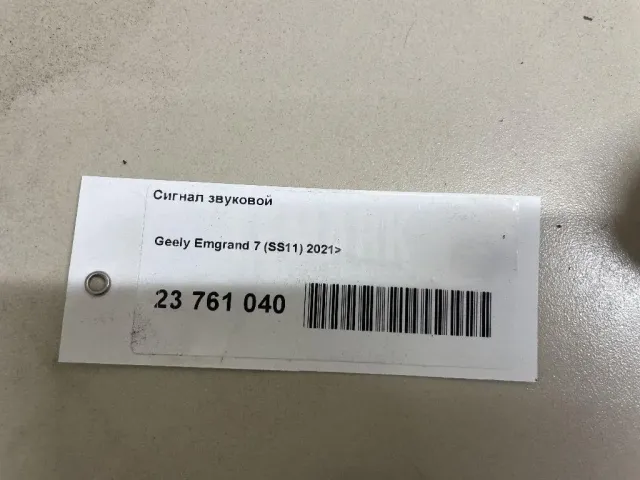 Сигнал звуковой
Geely Emgrand 7 (SS11) 2021>
23 761 040